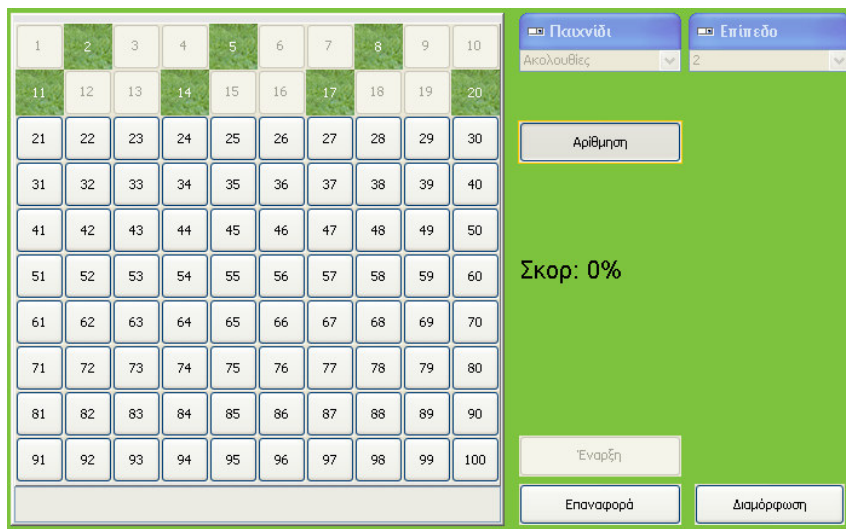 1 2 3 4 5 6 7 8 9 10
11 12 13 14 15 16 17 18 19 20
21 22 23 24 25 26 27 28 29 30
31 32 33 34 35 36 37 38 39 40
41 42 43 44 45 46 47 48 49 50
51 52 53 54 55 56 57 58 59 60
61 62 63 64 65 66 67 68 69 70
71 72 73 74 75 76 77 78 79 80
81 82 83 84 85 86 87 88 89 90
91 92 93 94 95 96 97 98 99 100
Παιχνίδι
Ακολουθίες
Επίπεδο
2
Αρίθμηση
Σκορ: 0%
Έναρξη
Επαναφορά
Διαμόρφωση